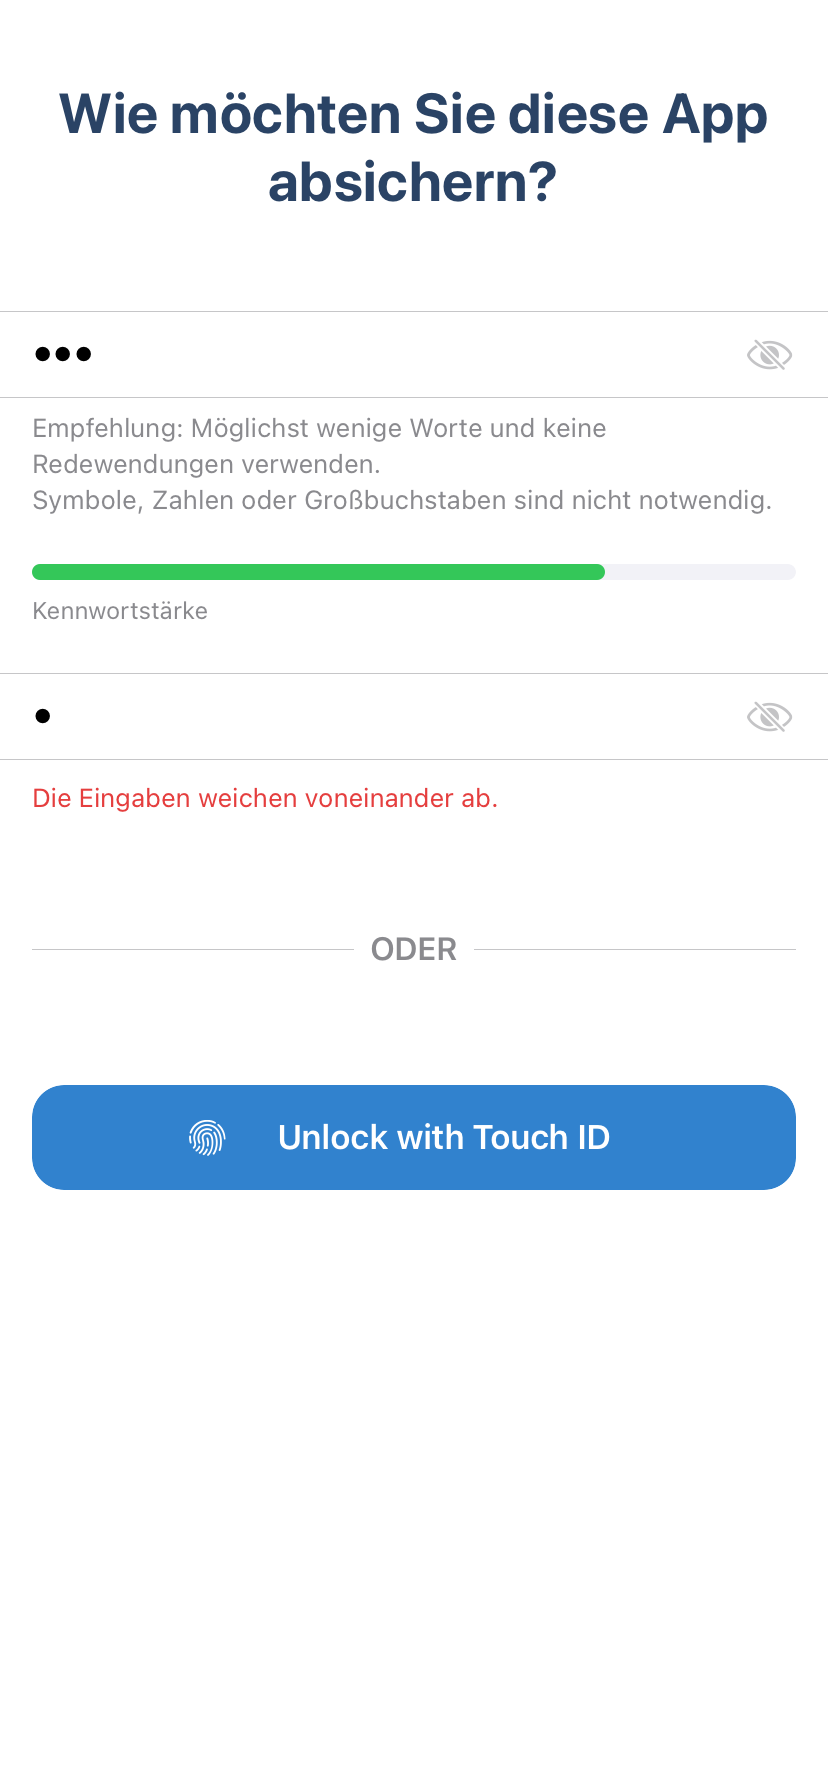 Wie möchten Sie diese App
absichern?
•••
Empfehlung: Möglichst wenige Worte und keine
Redewendungen verwenden.
Symbole, Zahlen oder Großbuchstaben sind nicht notwendig.
Kennwortstärke
•
Die Eingaben weichen voneinander ab.
ODER
Unlock with Touch ID